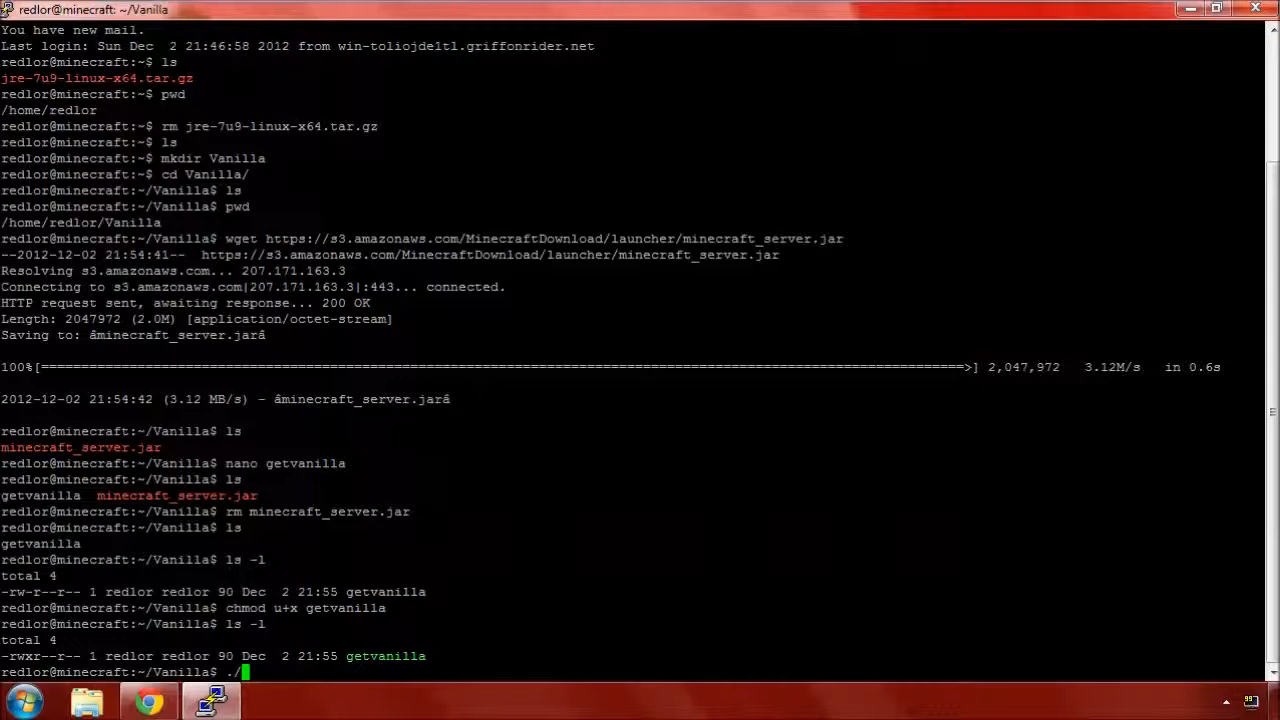 redlor@minecraft: ~/Vanilla
You have new mail.
Last login: Sun Dec  2 21:46:58 2012 from win-toliojde1tl.griffonrider.net
redlor@minecraft:~$ ls
jre-7u9-linux-x64.tar.gz
redlor@minecraft:~$ pwd
/home/redlor
redlor@minecraft:~$ rm jre-7u9-linux-x64.tar.gz
redlor@minecraft:~$ ls
redlor@minecraft:~$ mkdir Vanilla
redlor@minecraft:~$ cd Vanilla/
redlor@minecraft:~/Vanilla$ ls
redlor@minecraft:~/Vanilla$ pwd
/home/redlor/Vanilla
redlor@minecraft:~/Vanilla$ wget https://s3.amazonaws.com/MinecraftDownload/launcher/minecraft_server.jar
--2012-12-02 21:54:41--  https://s3.amazonaws.com/MinecraftDownload/launcher/minecraft_server.jar
Resolving s3.amazonaws.com... 207.171.163.3
Connecting to s3.amazonaws.com|207.171.163.3|:443... connected.
HTTP request sent, awaiting response... 200 OK
Length: 2047972 (2.0M) [application/octet-stream]
Saving to: âminecraft_server.jarâ
100%[====================================================================================================================>] 2,047,972   3.12M/s   in 0.6s
2012-12-02 21:54:42 (3.12 MB/s) - âminecraft_server.jarâ
redlor@minecraft:~/Vanilla$ ls
minecraft_server.jar
redlor@minecraft:~/Vanilla$ nano getvanilla
redlor@minecraft:~/Vanilla$ ls
getvanilla  minecraft_server.jar
redlor@minecraft:~/Vanilla$ rm minecraft_server.jar
redlor@minecraft:~/Vanilla$ ls
getvanilla
redlor@minecraft:~/Vanilla$ ls -l
total 4
-rw-r--r-- 1 redlor redlor 90 Dec  2 21:55 getvanilla
redlor@minecraft:~/Vanilla$ chmod u+x getvanilla
redlor@minecraft:~/Vanilla$ ls -l
total 4
-rwxr--r-- 1 redlor redlor 90 Dec  2 21:55 getvanilla
redlor@minecraft:~/Vanilla$ ./
99